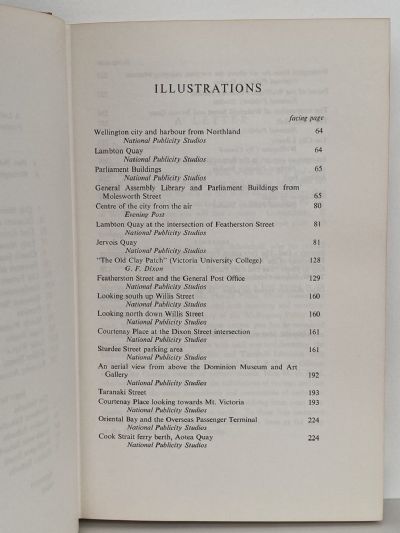 ILLUSTRATIONS
facing page
Wellington city and harbour from Northland 64
National Publicity Studios
Lambton Quay 64
National Publicity Studios
Parliament Buildings 65
National Publicity Studios
General Assembly Library and Parliament Buildings from
Molesworth Street 65
Centre of the city from the air 80
Evening Post
Lambton Quay at the intersection of Featherston Street 81
National Publicity Studios
Jervois Quay 81
National Publicity Studios
"The Old Clay Patch" (Victoria University College) 128
G. F. Dixon
Featherston Street and the General Post Office 129
National Publicity Studios
Looking south up Willis Street 160
National Publicity Studios
Looking north down Willis Street 160
National Publicity Studios
Courtenay Place at the Dixon Street intersection 161
National Publicity Studios
Sturdee Street parking area 161
National Publicity Studios
An aerial view from above the Dominion Museum and Art
Gallery 192
National Publicity Studios
Taranaki Street 193
Courtenay Place looking towards Mt. Victoria 193
National Publicity Studios
Oriental Bay and the Overseas Passenger Terminal 224
National Publicity Studios
Cook Strait ferry berth, Aotea Quay 224
National Publicity Studios